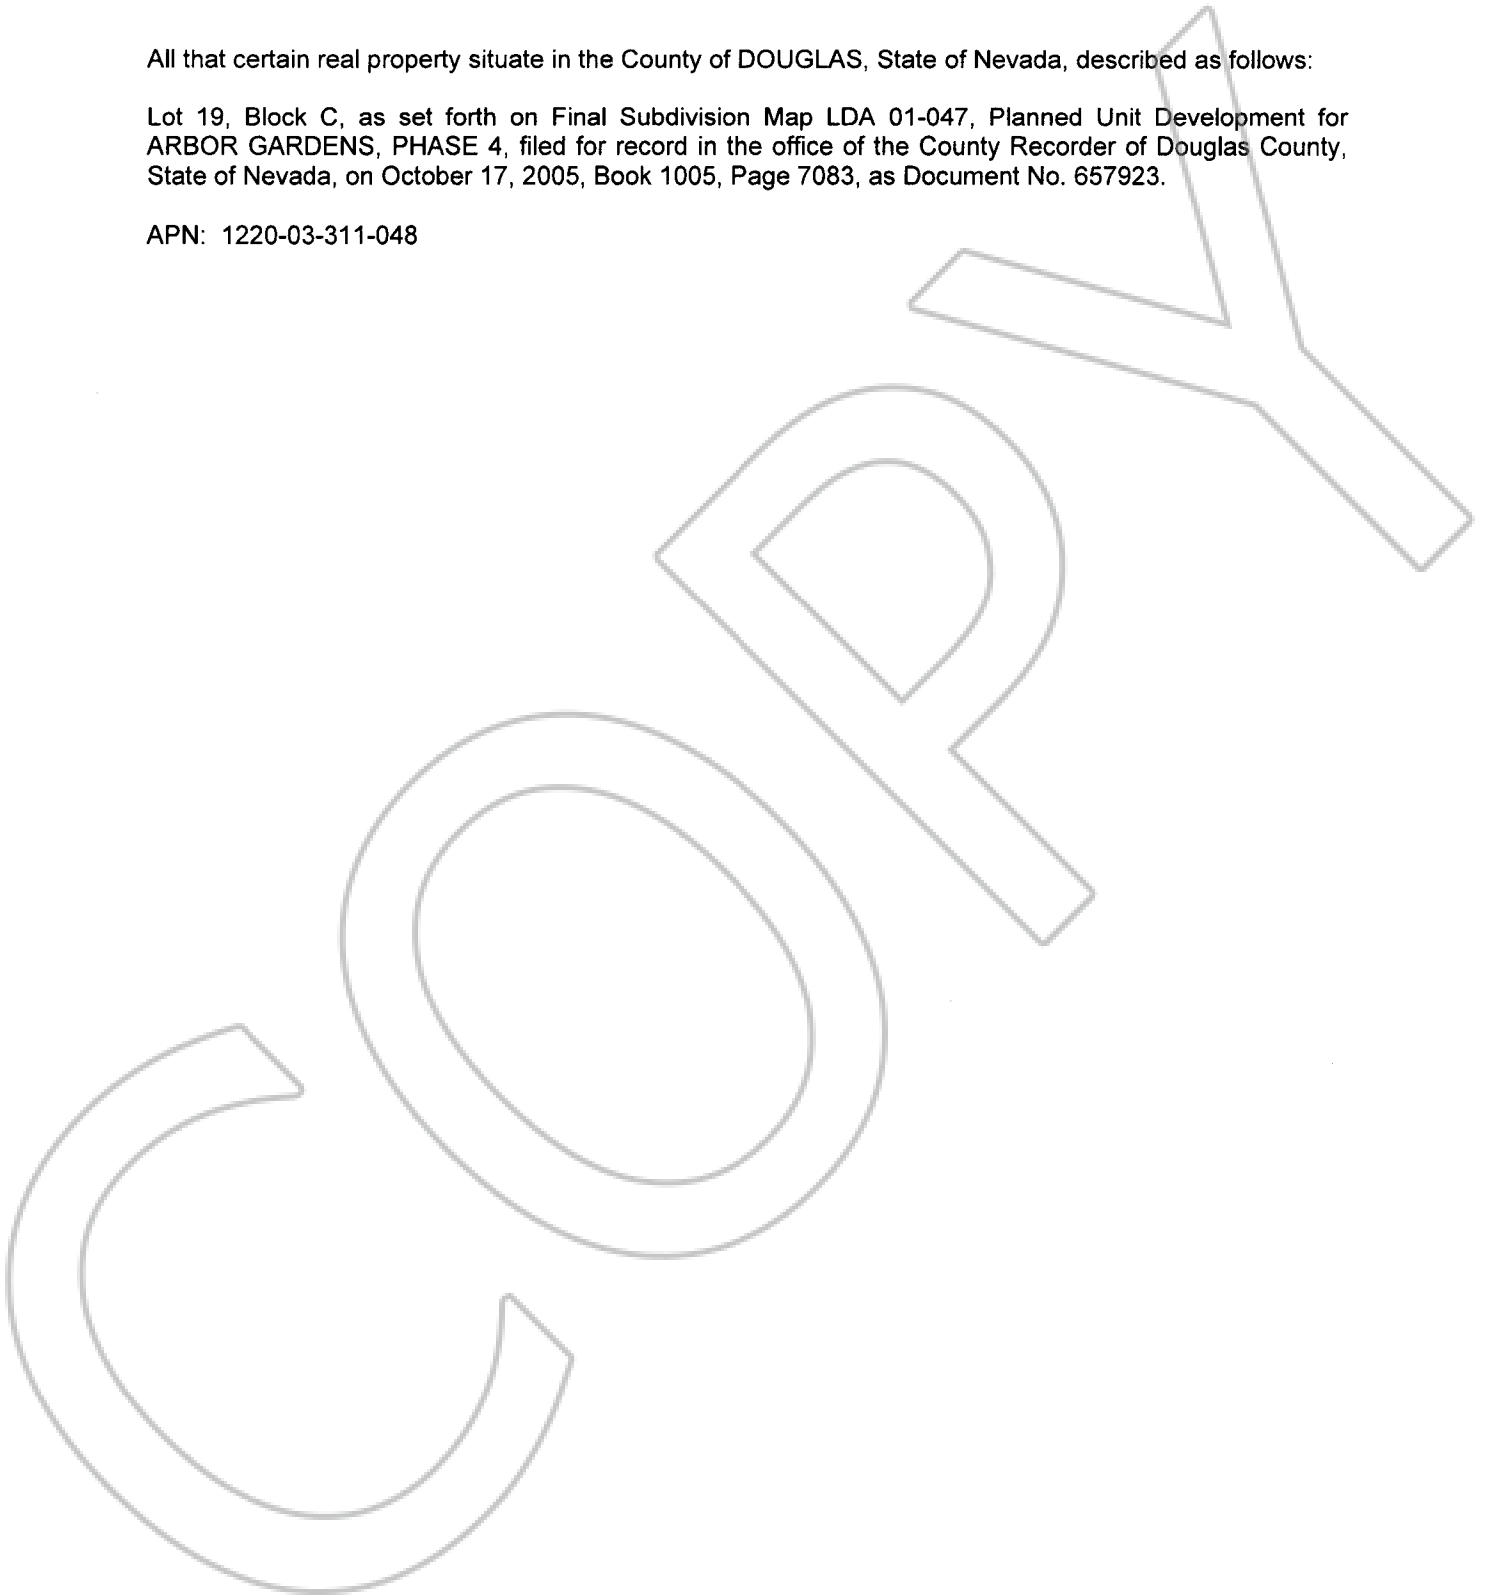 All that certain real property situate in the County of DOUGLAS, State of Nevada, described as follows:
Lot 19, Block C, as set forth on Final Subdivision Map LDA 01-047, Planned Unit Development for
ARBOR GARDENS, PHASE 4, filed for record in the office of the County Recorder of Douglas County,
State of Nevada, on October 17, 2005, Book 1005, Page 7083, as Document No. 657923.
APN: 1220-03-311-048
COPY